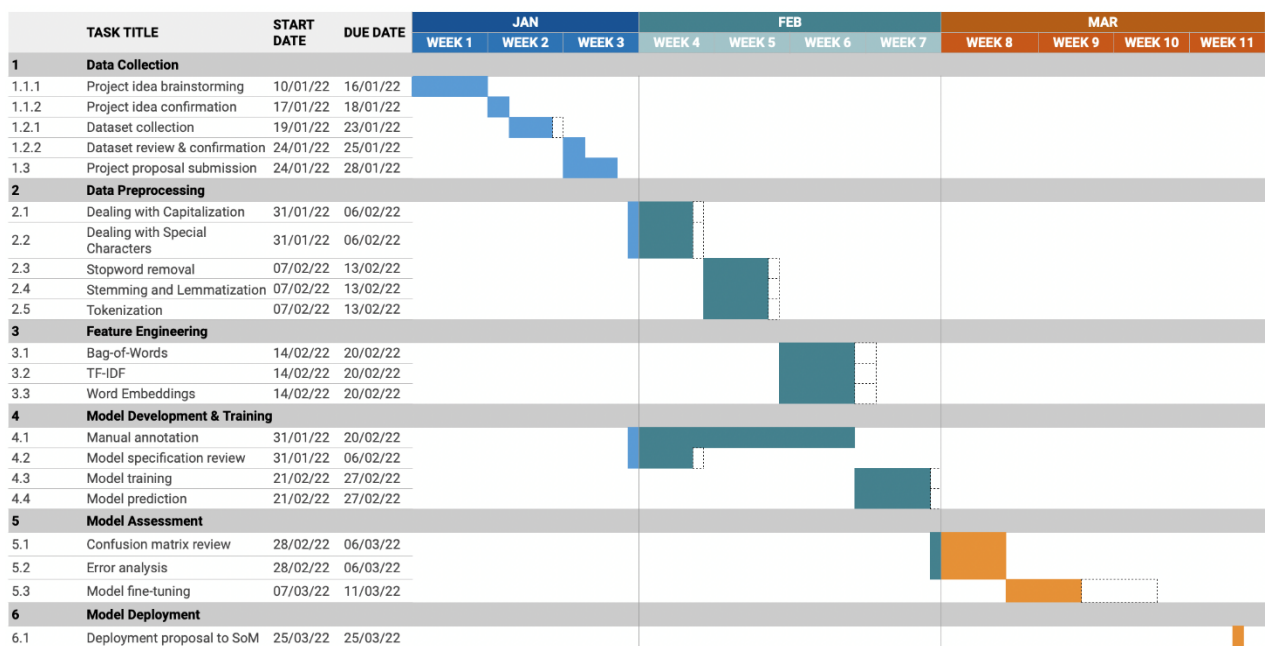 TASK TITLE START DATE DUE DATE JAN FEB MAR
WEEK 1 WEEK 2 WEEK 3 WEEK 4 WEEK 5 WEEK 6 WEEK 7 WEEK 8 WEEK 9 WEEK 10 WEEK 11
1 Data Collection
1.1.1 Project idea brainstorming 10/01/22 16/01/22
1.1.2 Project idea confirmation 17/01/22 18/01/22
1.2.1 Dataset collection 19/01/22 23/01/22
1.2.2 Dataset review & confirmation 24/01/22 25/01/22
1.3 Project proposal submission 24/01/22 28/01/22
2 Data Preprocessing
2.1 Dealing with Capitalization 31/01/22 06/02/22
2.2 Dealing with Special Characters 31/01/22 06/02/22
2.3 Stopword removal 07/02/22 13/02/22
2.4 Stemming and Lemmatization 07/02/22 13/02/22
2.5 Tokenization 07/02/22 13/02/22
3 Feature Engineering
3.1 Bag-of-Words 14/02/22 20/02/22
3.2 TF-IDF 14/02/22 20/02/22
3.3 Word Embeddings 14/02/22 20/02/22
4 Model Development & Training
4.1 Manual annotation 31/01/22 20/02/22
4.2 Model specification review 31/01/22 06/02/22
4.3 Model training 21/02/22 27/02/22
4.4 Model prediction 21/02/22 27/02/22
5 Model Assessment
5.1 Confusion matrix review 28/02/22 06/03/22
5.2 Error analysis 28/02/22 06/03/22
5.3 Model fine-tuning 07/03/22 11/03/22
6 Model Deployment
6.1 Deployment proposal to SoM 25/03/22 25/03/22